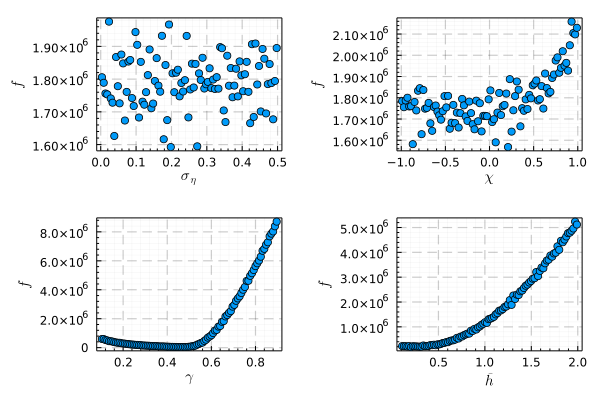 f
1.90×10⁶
1.80×10⁶
1.70×10⁶
1.60×10⁶
0.0 0.1 0.2 0.3 0.4 0.5
σ_η
f
2.10×10⁶
2.00×10⁶
1.90×10⁶
1.80×10⁶
1.70×10⁶
1.60×10⁶
−1.0 −0.5 0.0 0.5 1.0
χ
f
8.0×10⁶
6.0×10⁶
4.0×10⁶
2.0×10⁶
0
0.2 0.4 0.6 0.8
γ
f
5.0×10⁶
4.0×10⁶
3.0×10⁶
2.0×10⁶
1.0×10⁶
0.5 1.0 1.5 2.0
h̄